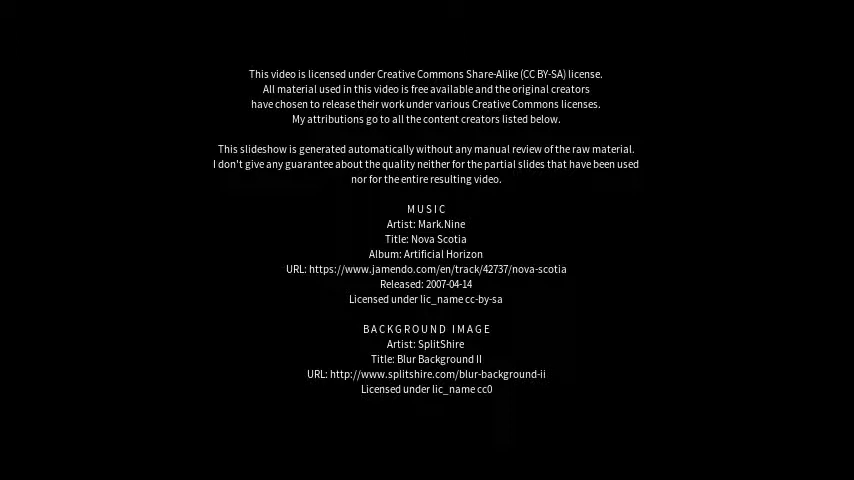 This video is licensed under Creative Commons Share-Alike (CC BY-SA) license.
All material used in this video is free available and the original creators
have chosen to release their work under various Creative Commons licenses.
My attributions go to all the content creators listed below.
This slideshow is generated automatically without any manual review of the raw material.
I don't give any guarantee about the quality neither for the partial slides that have been used
nor for the entire resulting video.
MUSIC
Artist: Mark.Nine
Title: Nova Scotia
Album: Artificial Horizon
URL: https://www.jamendo.com/en/track/42737/nova-scotia
Released: 2007-04-14
Licensed under lic_name cc-by-sa
BACKGROUND IMAGE
Artist: SplitShire
Title: Blur Background II
URL: http://www.splitshire.com/blur-background-ii
Licensed under lic_name cc0